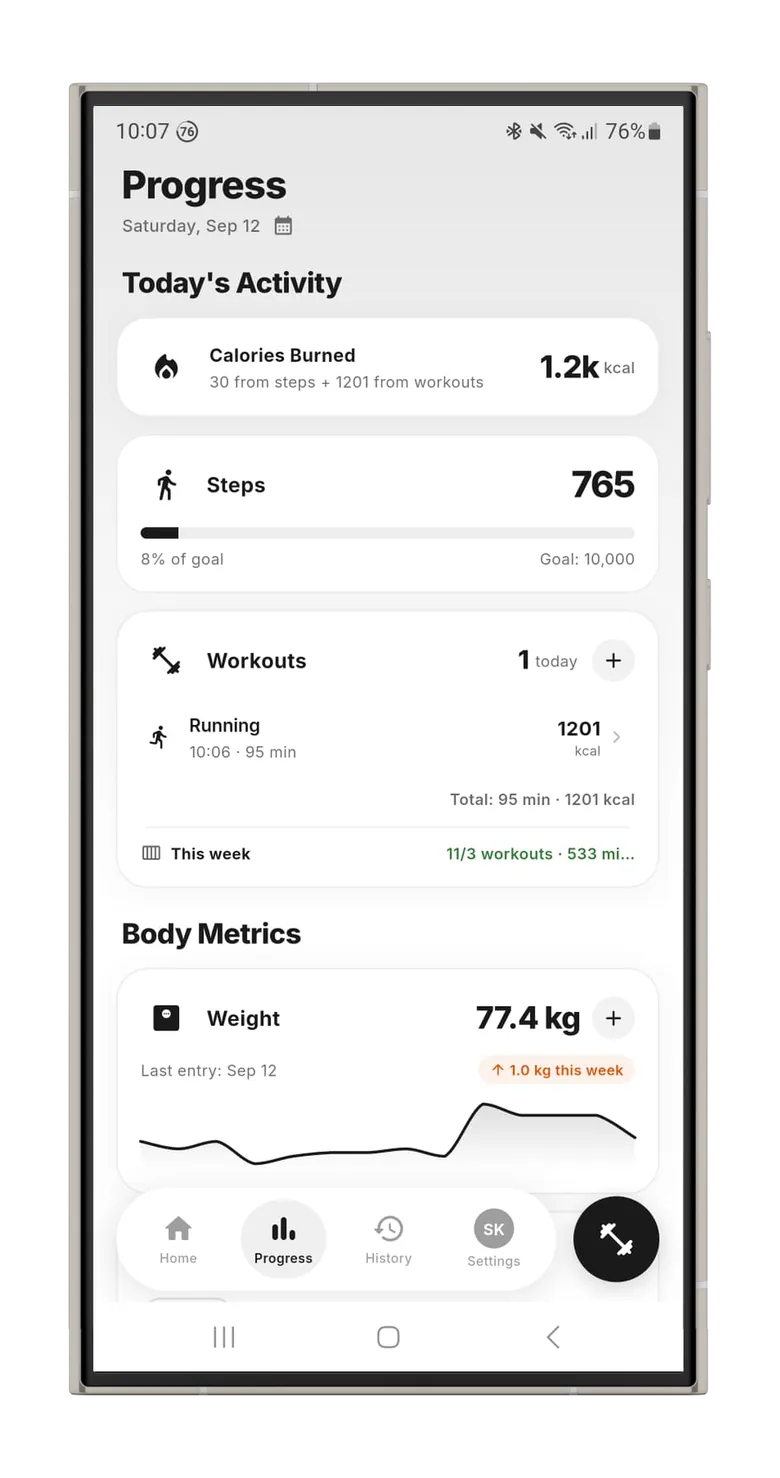 10:07 76 76%
Progress
Saturday, Sep 12
Today's Activity
Calories Burned
30 from steps + 1201 from workouts
1.2k kcal
Steps
765
8% of goal
Goal: 10,000
Workouts
1 today +
Running
10:06 · 95 min
1201
kcal
Total: 95 min · 1201 kcal
This week
11/3 workouts · 533 mi...
Body Metrics
Weight
77.4 kg +
Last entry: Sep 12
↑ 1.0 kg this week
Home
Progress
History
SK
Settings